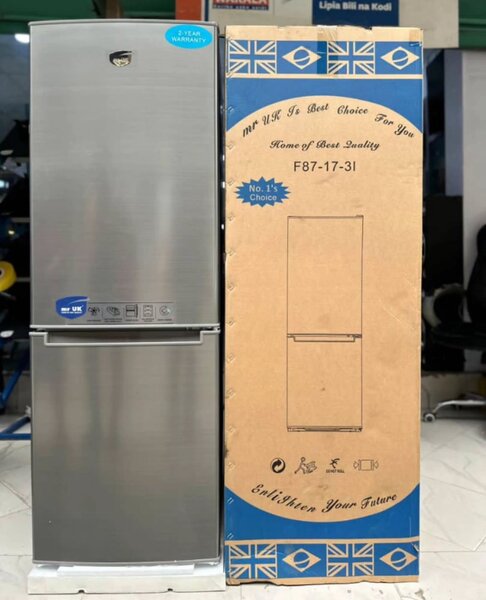 Lipia Bili na Kodi
2-YEAR
WARRANTY
mr UK
mr UK Is Best Choice For You
Home of Best Quality
F87-17-3I
No. 1's
Choice
EnliGhten Your Future